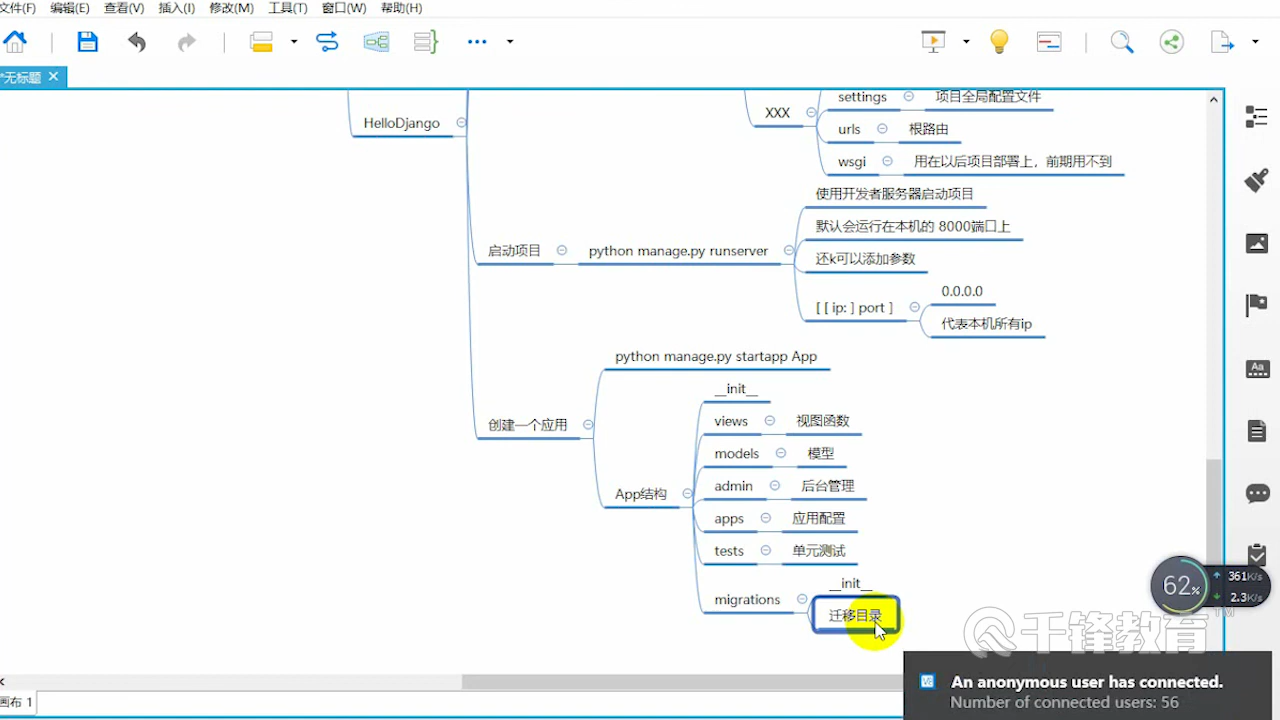 文件(F) 编辑(E) 查看(V) 插入(I) 修改(M) 工具(T) 窗口(W) 帮助(H)
*无标题
HelloDjango
XXX
settings 项目全局配置文件
urls 根路由
wsgi 用在以后项目部署上，前期用不到
启动项目
python manage.py runserver
使用开发者服务器启动项目
默认会运行在本机的 8000端口上
还k可以添加参数
[ [ ip: ] port ]
0.0.0.0
代表本机所有ip
创建一个应用
python manage.py startapp App
App结构
__init__
views 视图函数
models 模型
admin 后台管理
apps 应用配置
tests 单元测试
migrations
__init__
迁移目录
Aa
62%
361K/s
2.3K/s
千锋教育 TM
An anonymous user has connected.
Number of connected users: 56
画布 1